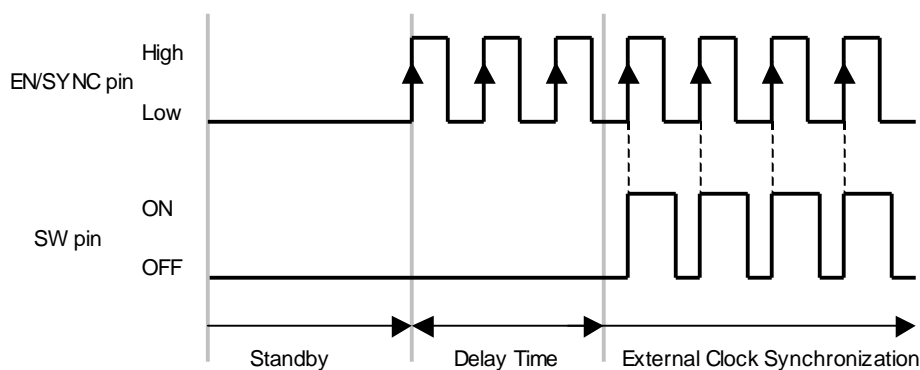 High
EN/SYNC pin
Low
ON
SW pin
OFF
Standby
Delay Time
External Clock Synchronization